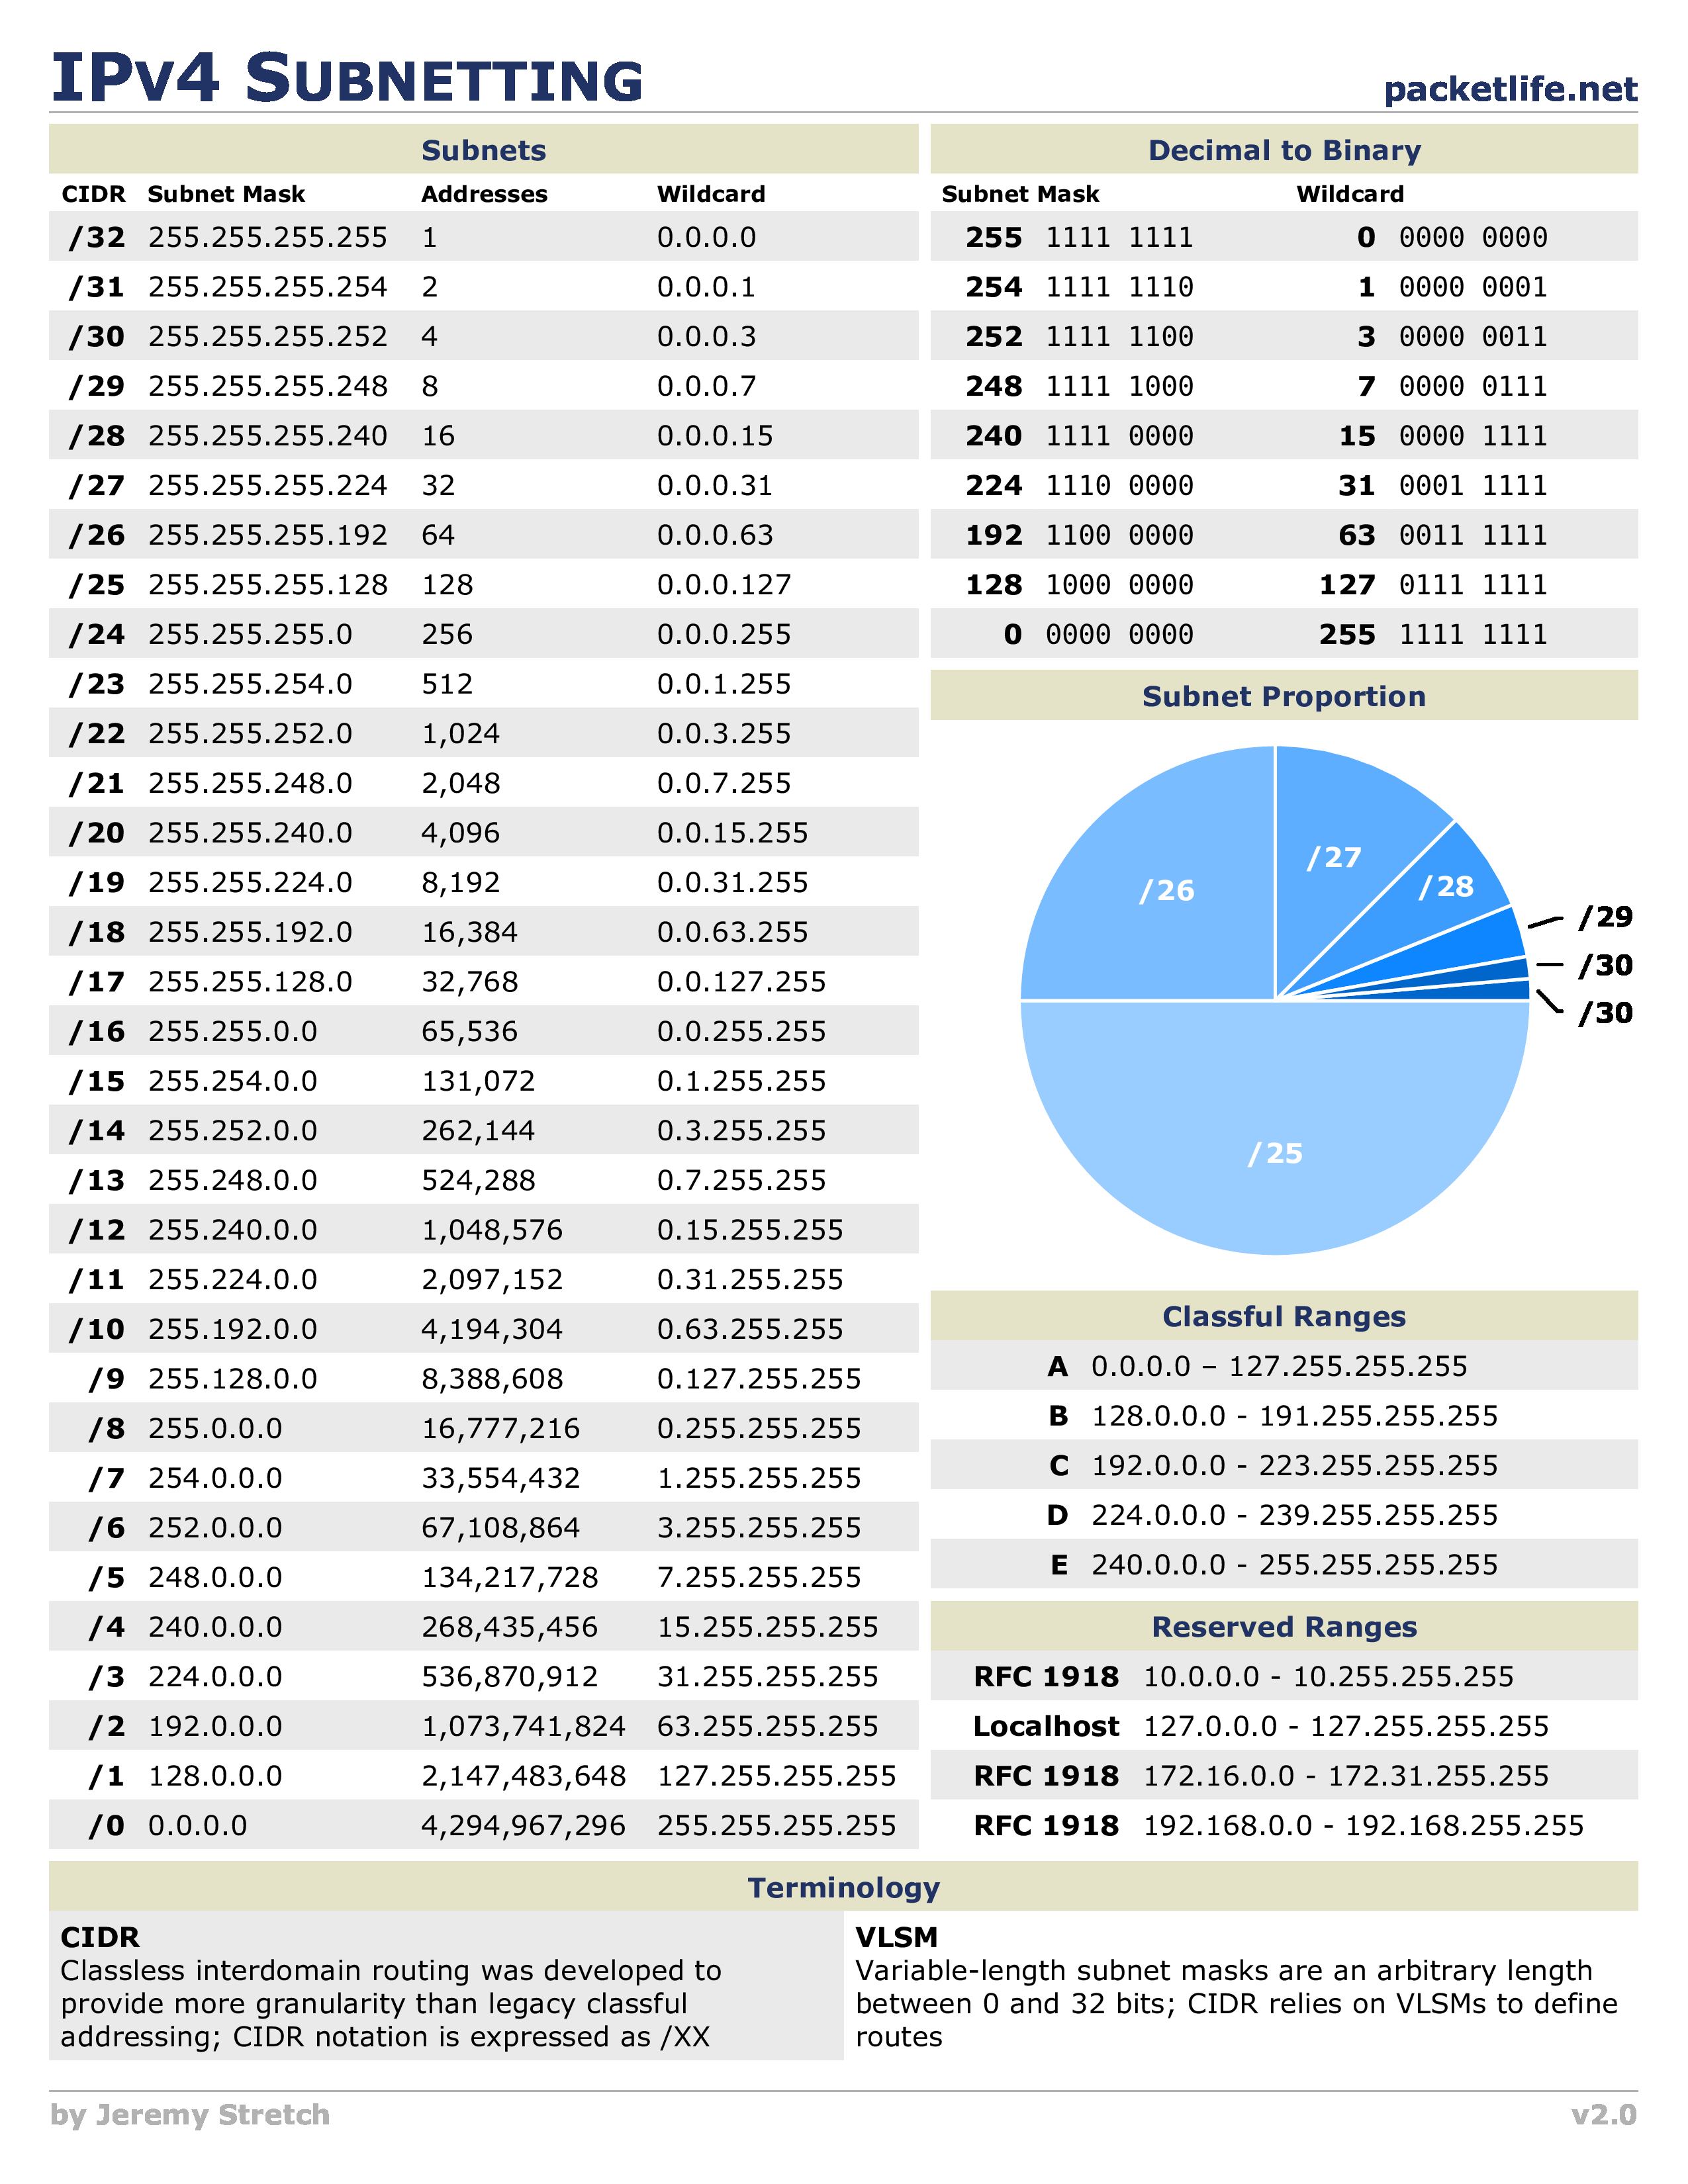 IPv4 Subnetting
packetlife.net
Subnets
CIDR Subnet Mask Addresses Wildcard
/32 255.255.255.255 1 0.0.0.0
/31 255.255.255.254 2 0.0.0.1
/30 255.255.255.252 4 0.0.0.3
/29 255.255.255.248 8 0.0.0.7
/28 255.255.255.240 16 0.0.0.15
/27 255.255.255.224 32 0.0.0.31
/26 255.255.255.192 64 0.0.0.63
/25 255.255.255.128 128 0.0.0.127
/24 255.255.255.0 256 0.0.0.255
/23 255.255.254.0 512 0.0.1.255
/22 255.255.252.0 1,024 0.0.3.255
/21 255.255.248.0 2,048 0.0.7.255
/20 255.255.240.0 4,096 0.0.15.255
/19 255.255.224.0 8,192 0.0.31.255
/18 255.255.192.0 16,384 0.0.63.255
/17 255.255.128.0 32,768 0.0.127.255
/16 255.255.0.0 65,536 0.0.255.255
/15 255.254.0.0 131,072 0.1.255.255
/14 255.252.0.0 262,144 0.3.255.255
/13 255.248.0.0 524,288 0.7.255.255
/12 255.240.0.0 1,048,576 0.15.255.255
/11 255.224.0.0 2,097,152 0.31.255.255
/10 255.192.0.0 4,194,304 0.63.255.255
/9 255.128.0.0 8,388,608 0.127.255.255
/8 255.0.0.0 16,777,216 0.255.255.255
/7 254.0.0.0 33,554,432 1.255.255.255
/6 252.0.0.0 67,108,864 3.255.255.255
/5 248.0.0.0 134,217,728 7.255.255.255
/4 240.0.0.0 268,435,456 15.255.255.255
/3 224.0.0.0 536,870,912 31.255.255.255
/2 192.0.0.0 1,073,741,824 63.255.255.255
/1 128.0.0.0 2,147,483,648 127.255.255.255
/0 0.0.0.0 4,294,967,296 255.255.255.255
Decimal to Binary
Subnet Mask Wildcard
255 1111 1111 0 0000 0000
254 1111 1110 1 0000 0001
252 1111 1100 3 0000 0011
248 1111 1000 7 0000 0111
240 1111 0000 15 0000 1111
224 1110 0000 31 0001 1111
192 1100 0000 63 0011 1111
128 1000 0000 127 0111 1111
0 0000 0000 255 1111 1111
Subnet Proportion
/27
/26
/28
/29
/30
/30
/25
Classful Ranges
A 0.0.0.0 – 127.255.255.255
B 128.0.0.0 - 191.255.255.255
C 192.0.0.0 - 223.255.255.255
D 224.0.0.0 - 239.255.255.255
E 240.0.0.0 - 255.255.255.255
Reserved Ranges
RFC 1918 10.0.0.0 - 10.255.255.255
Localhost 127.0.0.0 - 127.255.255.255
RFC 1918 172.16.0.0 - 172.31.255.255
RFC 1918 192.168.0.0 - 192.168.255.255
Terminology
CIDR
Classless interdomain routing was developed to
provide more granularity than legacy classful
addressing; CIDR notation is expressed as /XX
VLSM
Variable-length subnet masks are an arbitrary length
between 0 and 32 bits; CIDR relies on VLSMs to define
routes
by Jeremy Stretch
v2.0